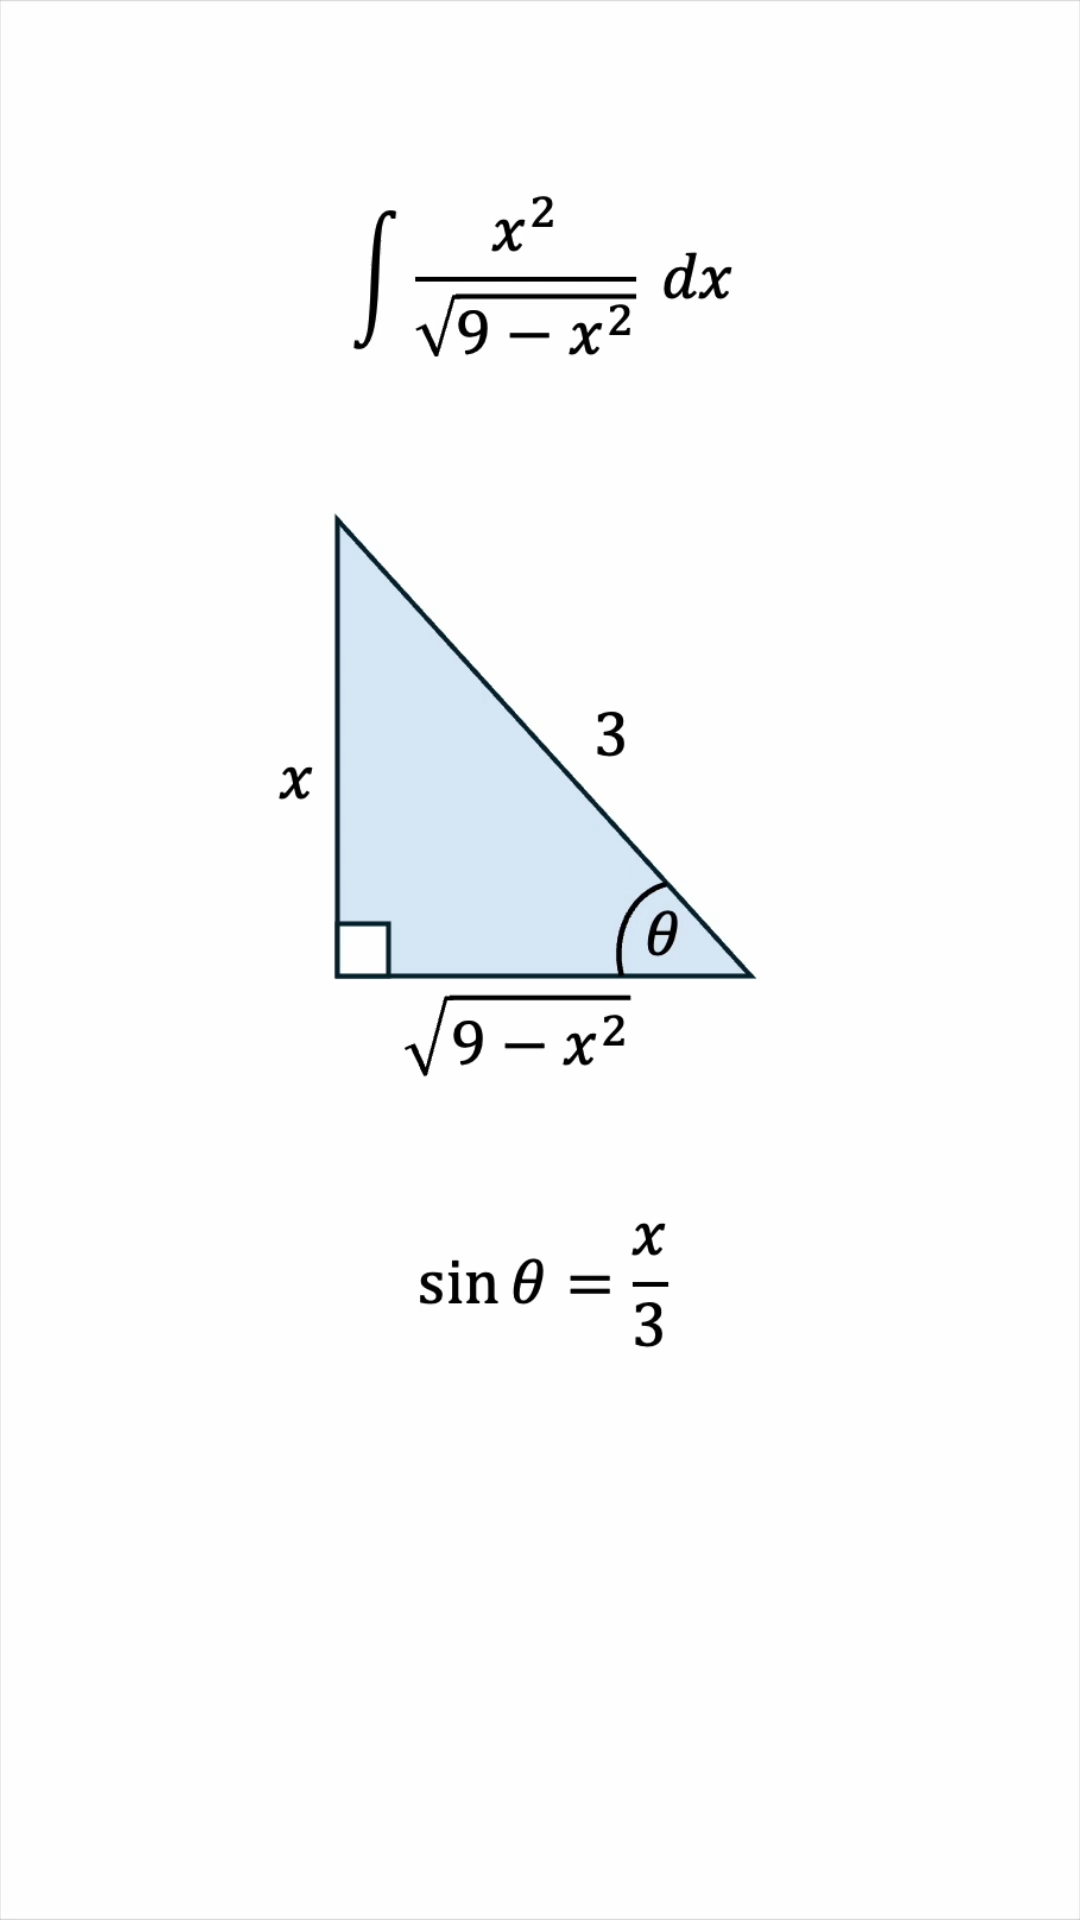 ∫ x² / √(9 − x²) dx
3
x
θ
√(9 − x²)
sin θ = x/3